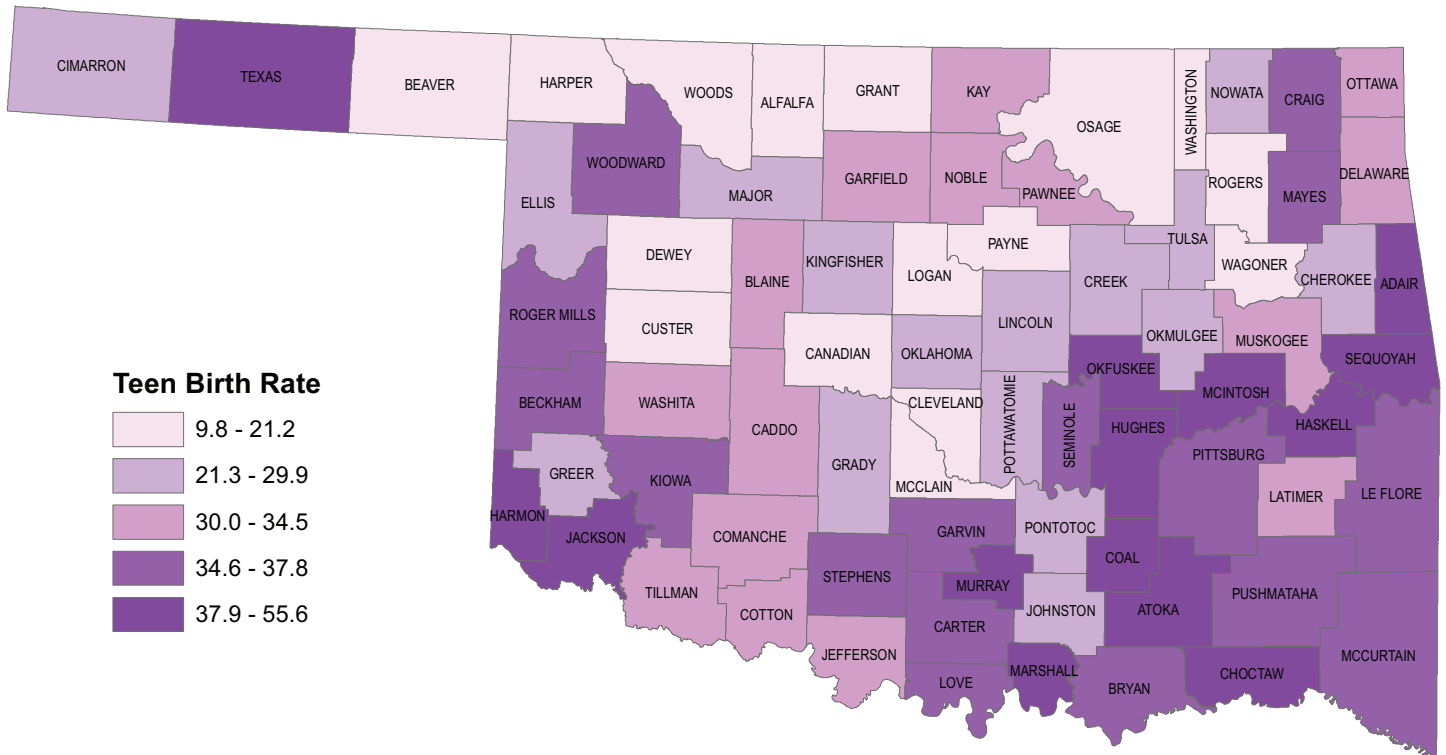 CIMARRON
TEXAS
BEAVER
HARPER
WOODS
ALFALFA
GRANT
KAY
OSAGE
WASHINGTON
NOWATA
CRAIG
OTTAWA
WOODWARD
ELLIS
MAJOR
GARFIELD
NOBLE
PAWNEE
ROGERS
MAYES
DELAWARE
DEWEY
BLAINE
KINGFISHER
LOGAN
PAYNE
CREEK
TULSA
WAGONER
CHEROKEE
ADAIR
ROGER MILLS
CUSTER
CANADIAN
OKLAHOMA
LINCOLN
OKMULGEE
MUSKOGEE
SEQUOYAH
Teen Birth Rate
9.8 - 21.2
21.3 - 29.9
30.0 - 34.5
34.6 - 37.8
37.9 - 55.6
BECKHAM
WASHITA
CADDO
GRADY
CLEVELAND
MCCLAIN
POTTAWATOMIE
SEMINOLE
OKFUSKEE
HUGHES
MCINTOSH
HASKELL
PITTSBURG
LATIMER
LE FLORE
GREER
KIOWA
HARMON
JACKSON
COMANCHE
TILLMAN
COTTON
STEPHENS
JEFFERSON
GARVIN
MURRAY
CARTER
LOVE
PONTOTOC
JOHNSTON
MARSHALL
COAL
ATOKA
BRYAN
PUSHMATAHA
CHOCTAW
MCCURTAIN